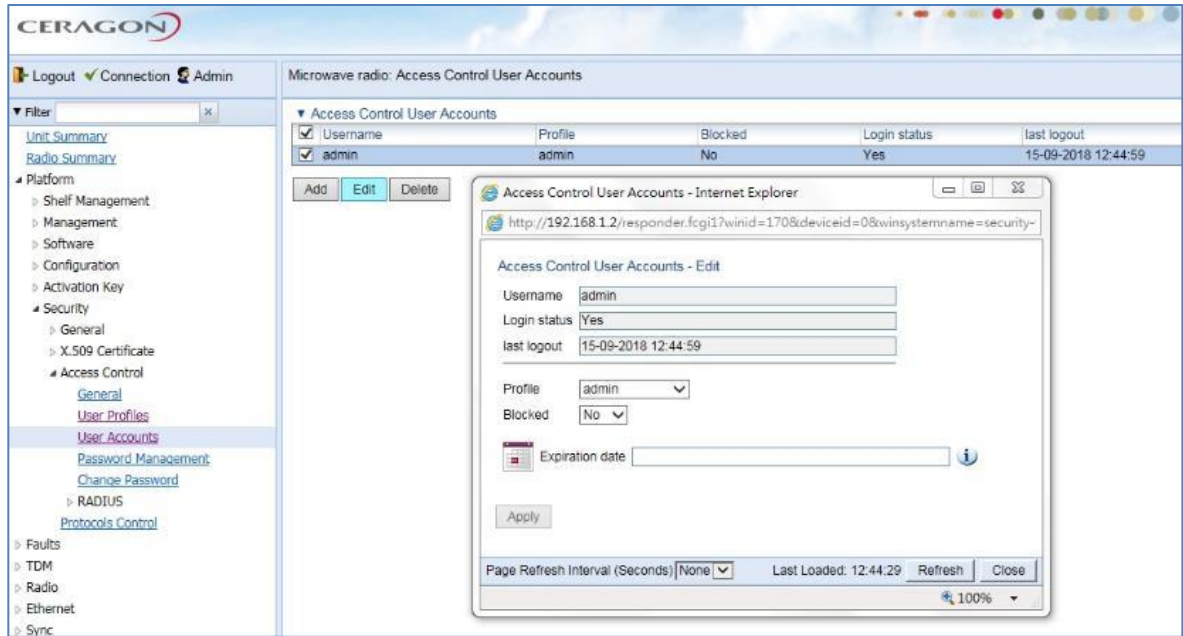 CERAGON
Logout Connection Admin
Filter
Unit Summary
Radio Summary
Platform
Shelf Management
Management
Software
Configuration
Activation Key
Security
General
X.509 Certificate
Access Control
General
User Profiles
User Accounts
Password Management
Change Password
RADIUS
Protocols Control
Faults
TDM
Radio
Ethernet
Sync
Microwave radio: Access Control User Accounts
Access Control User Accounts
Username Profile Blocked Login status last logout
admin admin No Yes 15-09-2018 12:44:59
Add Edit Delete
Access Control User Accounts - Internet Explorer
http://192.168.1.2/responder.fcgi1?winid=170&deviceid=0&winsystemname=security-
Access Control User Accounts - Edit
Username admin
Login status Yes
last logout 15-09-2018 12:44:59
Profile admin
Blocked No
Expiration date
Apply
Page Refresh Interval (Seconds) None Last Loaded: 12:44:29 Refresh Close
100%